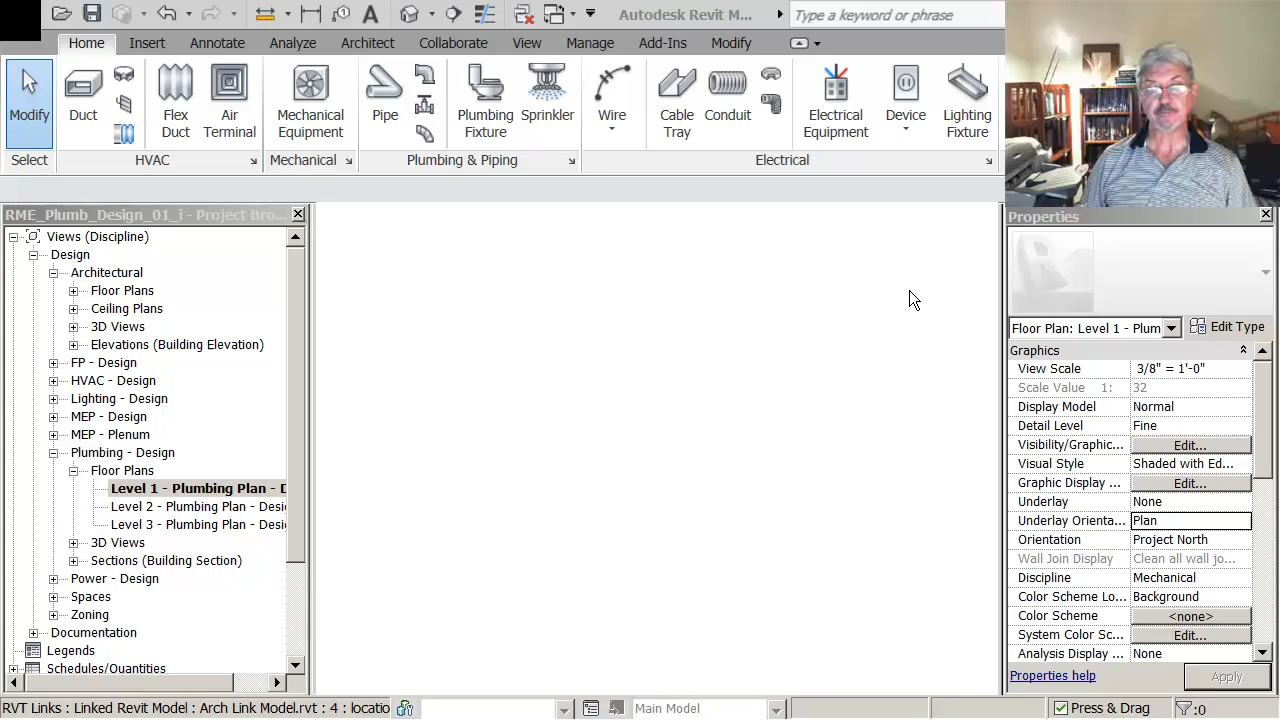 Autodesk Revit M...
Type a keyword or phrase
Home Insert Annotate Analyze Architect Collaborate View Manage Add-Ins Modify
Modify
Duct
Flex Duct
Air Terminal
Mechanical Equipment
Pipe
Plumbing Fixture
Sprinkler
Wire
Cable Tray
Conduit
Electrical Equipment
Device
Lighting Fixture
Select HVAC Mechanical Plumbing & Piping Electrical
RME_Plumb_Design_01_i - Project Bro...
Views (Discipline)
Design
Architectural
Floor Plans
Ceiling Plans
3D Views
Elevations (Building Elevation)
FP - Design
HVAC - Design
Lighting - Design
MEP - Design
MEP - Plenum
Plumbing - Design
Floor Plans
Level 1 - Plumbing Plan - D
Level 2 - Plumbing Plan - Desi
Level 3 - Plumbing Plan - Desi
3D Views
Sections (Building Section)
Power - Design
Spaces
Zoning
Documentation
Legends
Schedules/Quantities
Properties
Floor Plan: Level 1 - Plum Edit Type
Graphics
View Scale 3/8" = 1'-0"
Scale Value 1: 32
Display Model Normal
Detail Level Fine
Visibility/Graphic... Edit...
Visual Style Shaded with Ed...
Graphic Display ... Edit...
Underlay None
Underlay Orienta... Plan
Orientation Project North
Wall Join Display Clean all wall jo...
Discipline Mechanical
Color Scheme Lo... Background
Color Scheme <none>
System Color Sc... Edit...
Analysis Display ... None
Properties help Apply
RVT Links : Linked Revit Model : Arch Link Model.rvt : 4 : locatio
Main Model
Press & Drag
:0